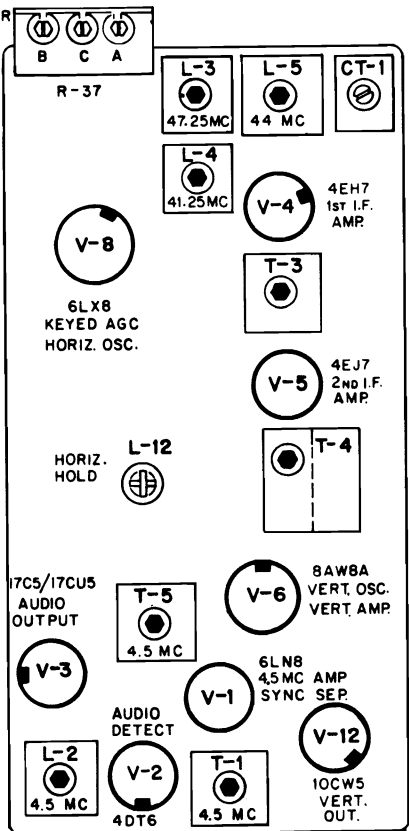 R
B C A
R-37
L-3
47.25MC
L-5
44 MC
CT-1
L-4
41.25MC
V-4
4EH7
1ST I.F.
AMP.
V-8
6LX8
KEYED AGC
HORIZ. OSC.
T-3
V-5
4EJ7
2ND I.F.
AMP.
T-4
HORIZ.
HOLD
L-12
V-6
8AW8A
VERT. OSC.
VERT. AMP.
17C5/17CU5
AUDIO
OUTPUT
V-3
T-5
4.5 MC
V-1
6LN8
4.5 MC AMP
SYNC SEP.
V-12
10CW5
VERT.
OUT.
L-2
4.5 MC
AUDIO
DETECT
V-2
4DT6
T-1
4.5 MC